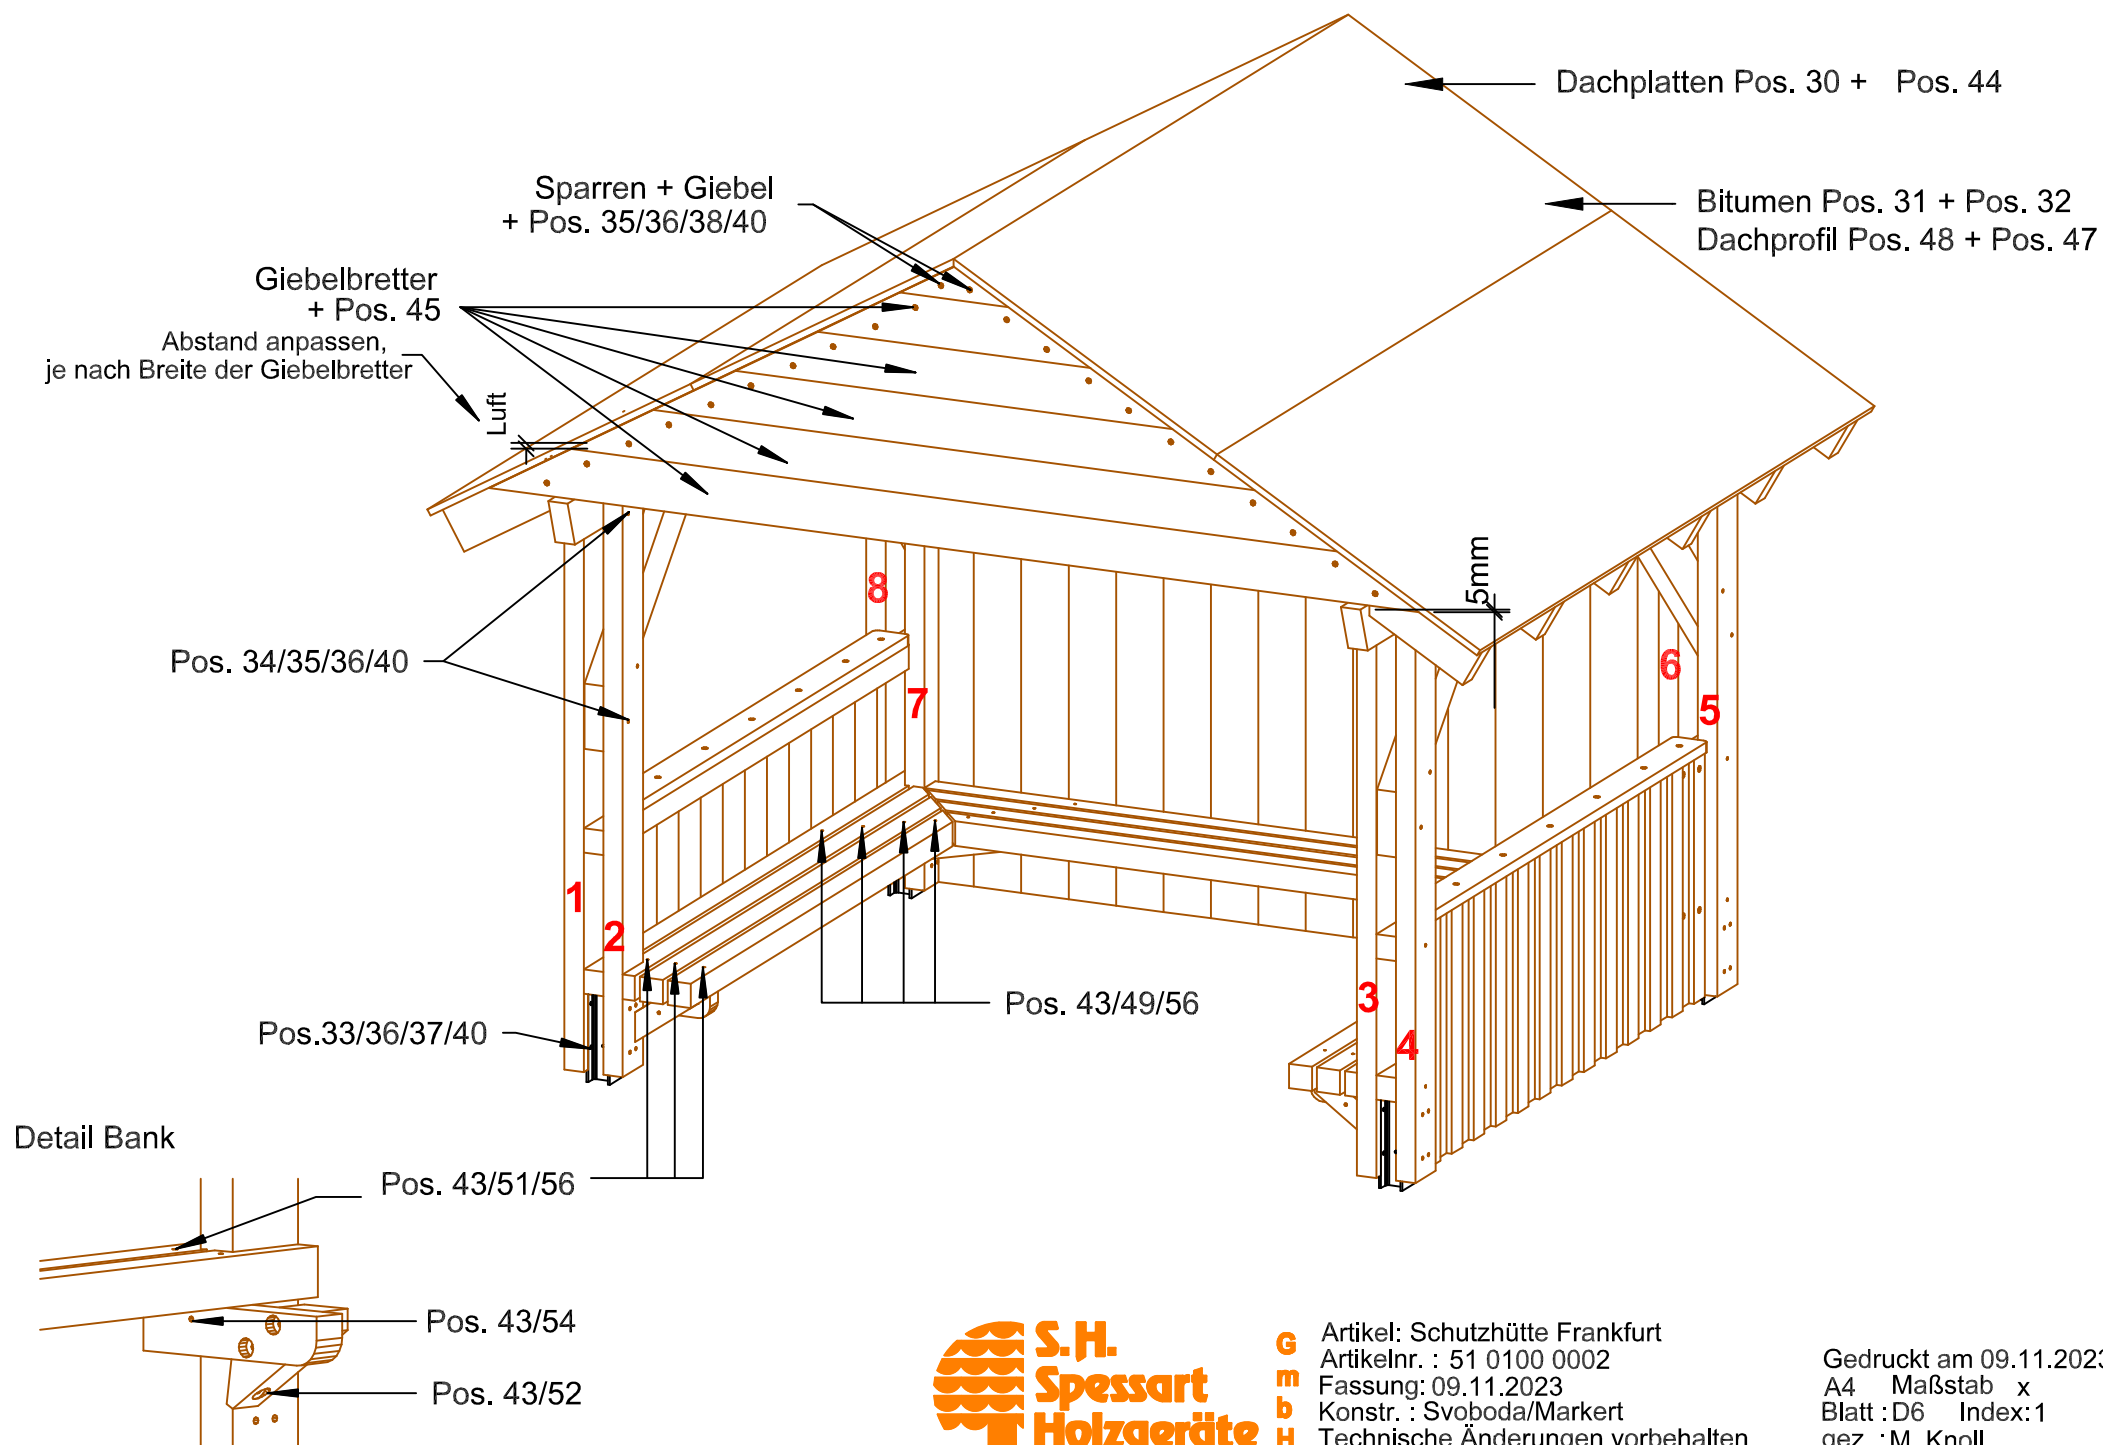 Dachplatten Pos. 30 + Pos. 44
Sparren + Giebel
+ Pos. 35/36/38/40
Bitumen Pos. 31 + Pos. 32
Dachprofil Pos. 48 + Pos. 47
Giebelbretter
+ Pos. 45
Abstand anpassen,
je nach Breite der Giebelbretter
Luft
5mm
8
Pos. 34/35/36/40
7
6
5
1
2
3
4
Pos. 43/49/56
Pos.33/36/37/40
Detail Bank
Pos. 43/51/56
Pos. 43/54
Pos. 43/52
S.H.
Spessart
Holzgeräte
G
m
b
H
Artikel: Schutzhütte Frankfurt
Artikelnr. : 51 0100 0002
Fassung: 09.11.2023
Konstr. : Svoboda/Markert
Technische Änderungen vorbehalten
Gedruckt am 09.11.2023
A4 Maßstab x
Blatt : D6 Index:1
gez. : M. Knoll